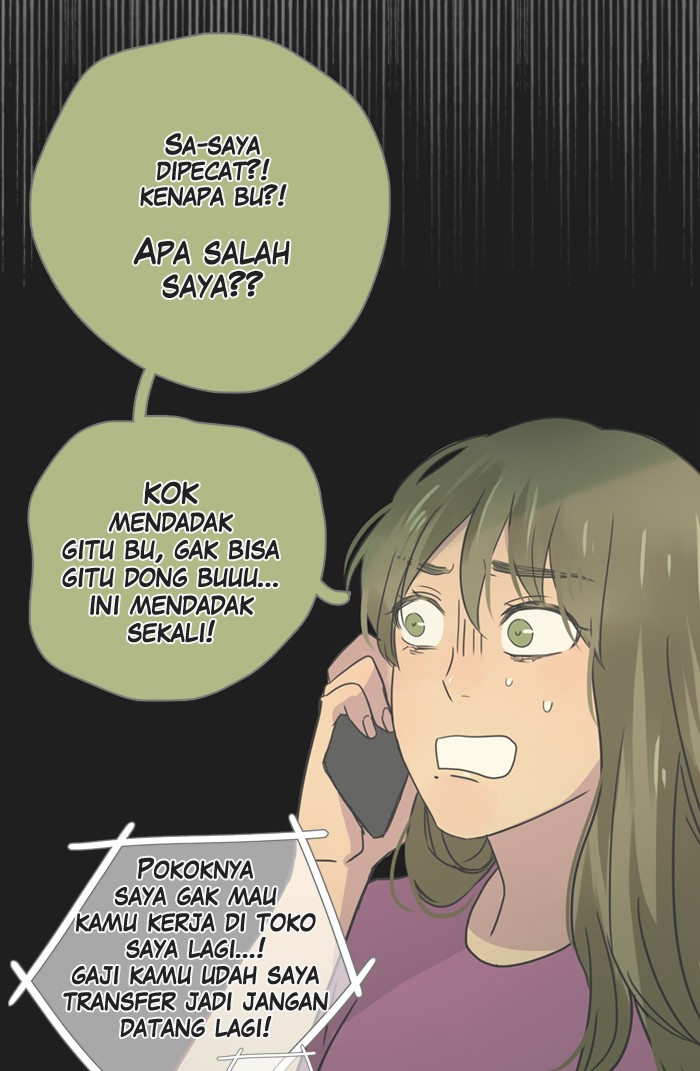 SA-SAYA
DIPECAT?!
KENAPA BU?!
APA SALAH
SAYA??
KOK
MENDADAK
GITU BU, GAK BISA
GITU DONG BUUU...
INI MENDADAK
SEKALI!
POKOKNYA
SAYA GAK MAU
KAMU KERJA DI TOKO
SAYA LAGI...!
GAJI KAMU UDAH SAYA
TRANSFER JADI JANGAN
DATANG LAGI!